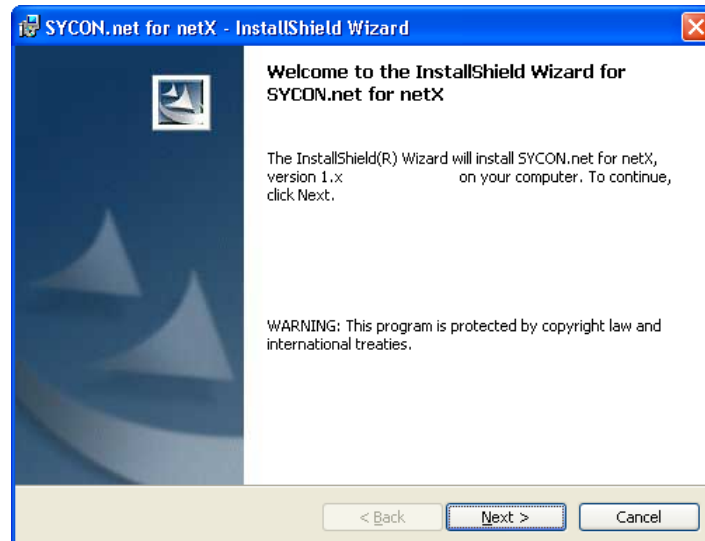 SYCON.net for netX - InstallShield Wizard
Welcome to the InstallShield Wizard for
SYCON.net for netX
The InstallShield(R) Wizard will install SYCON.net for netX,
version 1.x on your computer. To continue,
click Next.
WARNING: This program is protected by copyright law and
international treaties.
< Back Next > Cancel